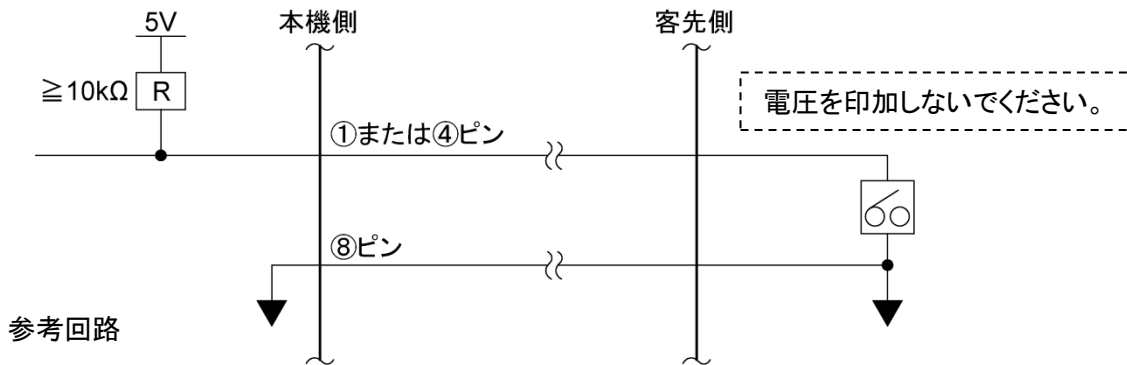 5V
本機側
客先側
≧10kΩ
R
電圧を印加しないでください。
①または④ピン
⑧ピン
参考回路